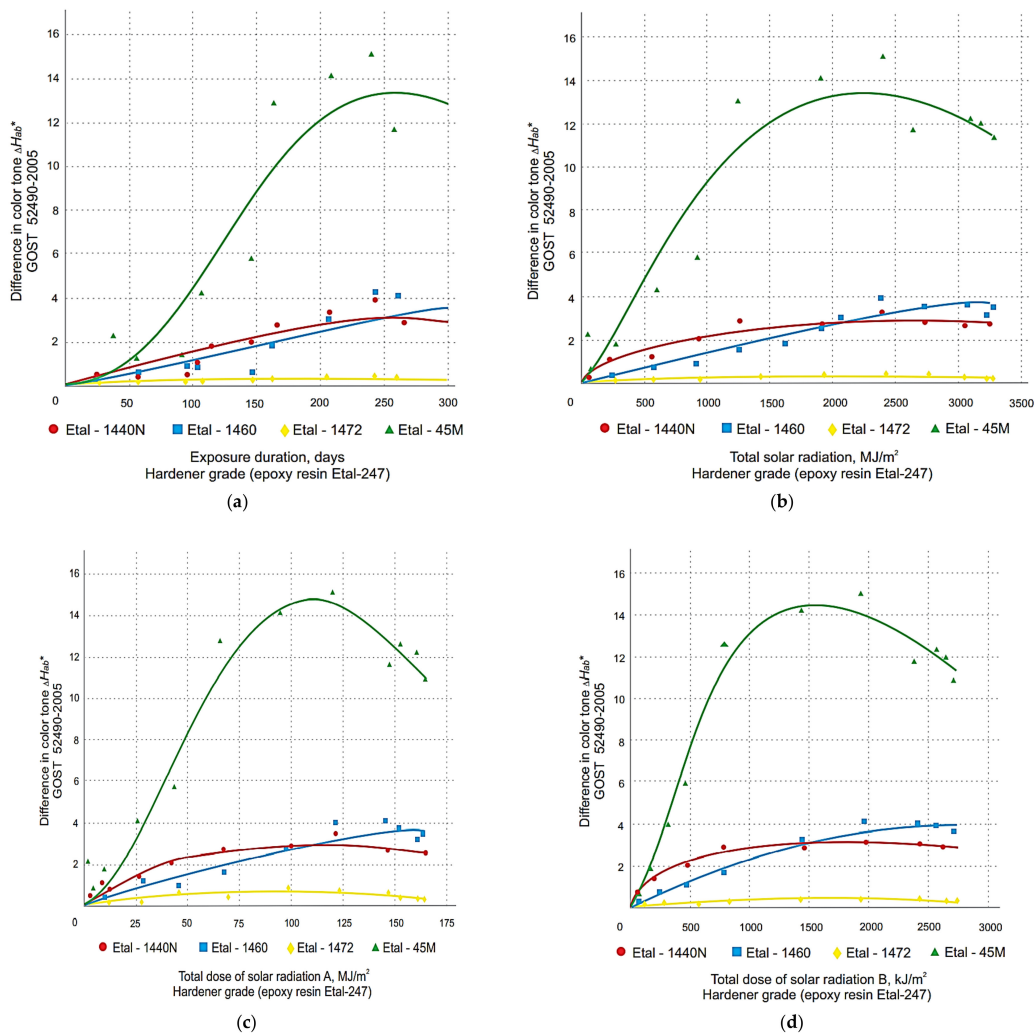 Difference in color tone ΔHab*
GOST 52490-2005
16
14
12
10
8
6
4
2
0 50 100 150 200 250 300
Etal - 1440N Etal - 1460 Etal - 1472 Etal - 45M
Exposure duration, days
Hardener grade (epoxy resin Etal-247)
(a)
Difference in color tone ΔHab*
GOST 52490-2005
16
14
12
10
8
6
4
2
0 500 1000 1500 2000 2500 3000 3500
Etal - 1440N Etal - 1460 Etal - 1472 Etal - 45M
Total solar radiation, MJ/m²
Hardener grade (epoxy resin Etal-247)
(b)
Difference in color tone ΔHab*
GOST 52490-2005
16
14
12
10
8
6
4
2
0 25 50 75 100 125 150 175
Etal - 1440N Etal - 1460 Etal - 1472 Etal - 45M
Total dose of solar radiation A, MJ/m²
Hardener grade (epoxy resin Etal-247)
(c)
Difference in color tone ΔHab*
GOST 52490-2005
16
14
12
10
8
6
4
2
0 500 1000 1500 2000 2500 3000
Etal - 1440N Etal - 1460 Etal - 1472 Etal - 45M
Total dose of solar radiation B, kJ/m²
Hardener grade (epoxy resin Etal-247)
(d)